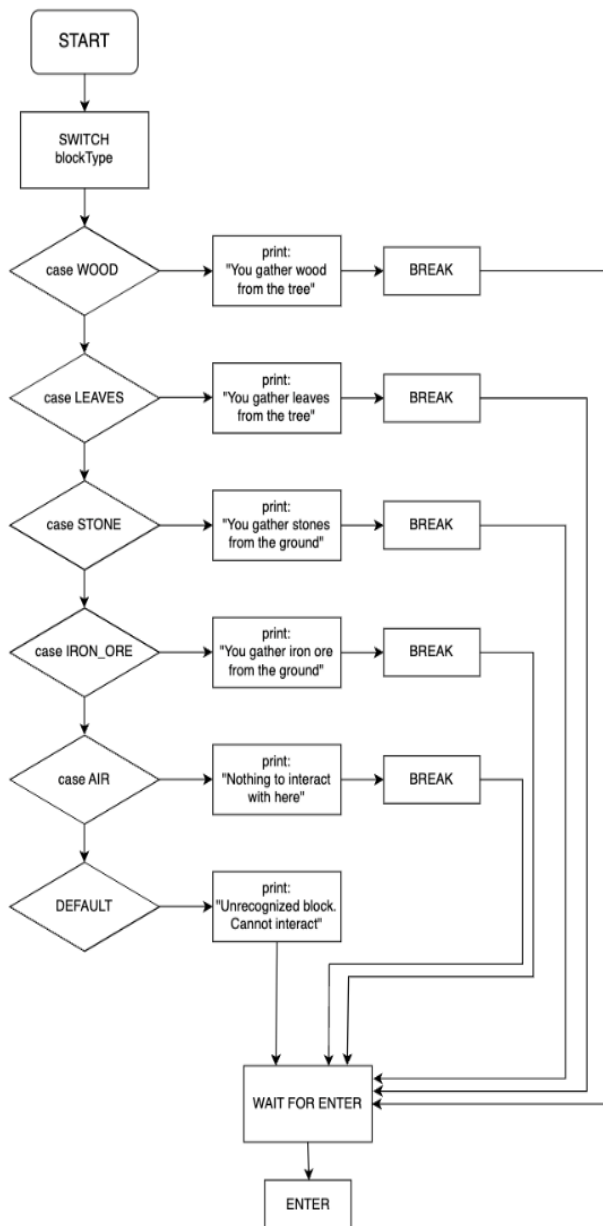 START
SWITCH
blockType
case WOOD
print:
"You gather wood
from the tree"
BREAK
case LEAVES
print:
"You gather leaves
from the tree"
BREAK
case STONE
print:
"You gather stones
from the ground"
BREAK
case IRON_ORE
print:
"You gather iron ore
from the ground"
BREAK
case AIR
print:
"Nothing to interact
with here"
BREAK
DEFAULT
print:
"Unrecognized block.
Cannot interact"
WAIT FOR ENTER
ENTER